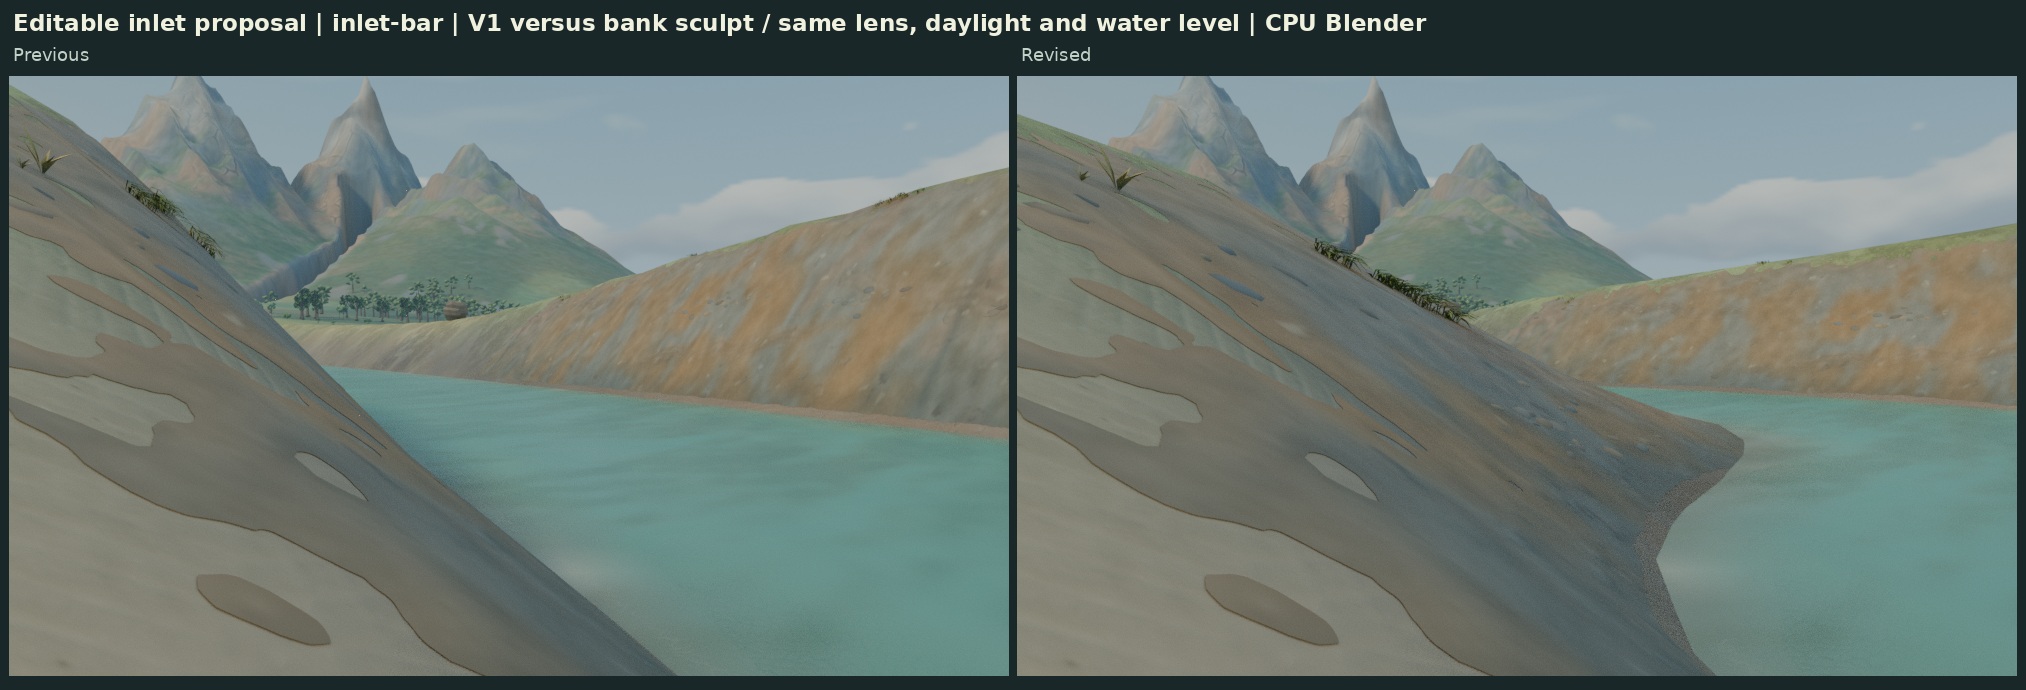 Editable inlet proposal | inlet-bar | V1 versus bank sculpt / same lens, daylight and water level | CPU Blender
Previous
Revised